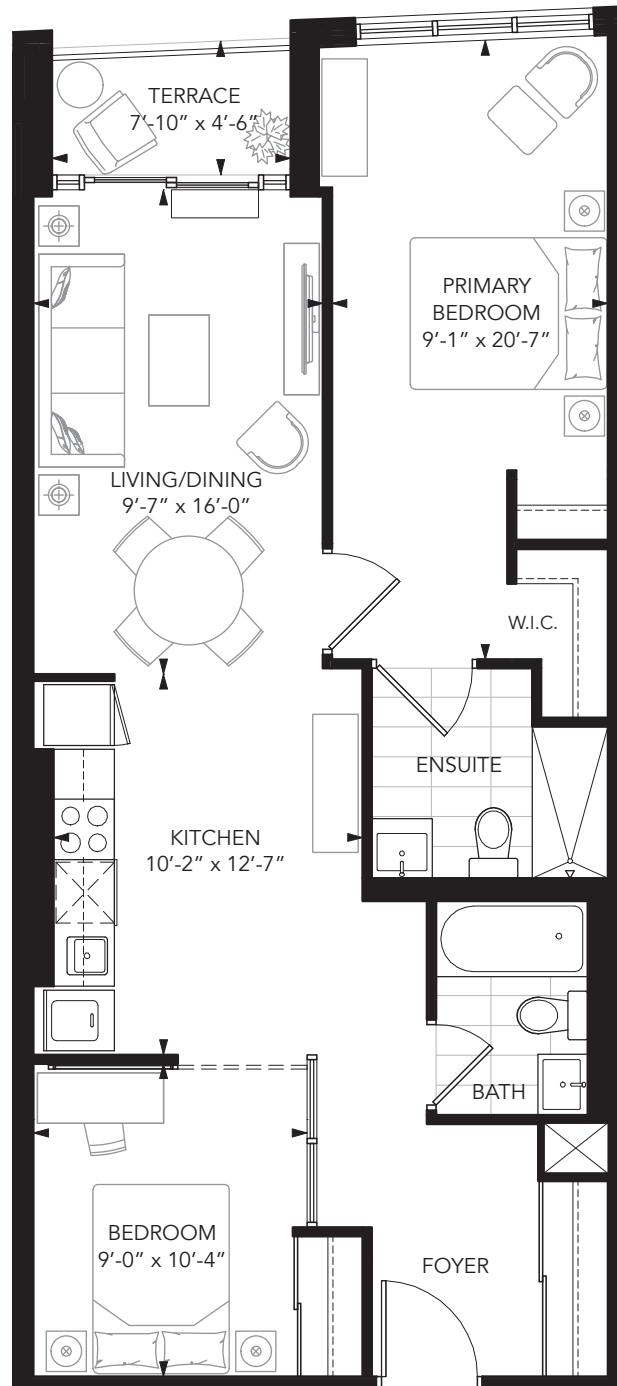 TERRACE
7'-10" x 4'-6"
PRIMARY
BEDROOM
9'-1" x 20'-7"
LIVING/DINING
9'-7" x 16'-0"
W.I.C.
ENSUITE
KITCHEN
10'-2" x 12'-7"
BATH
BEDROOM
9'-0" x 10'-4"
FOYER